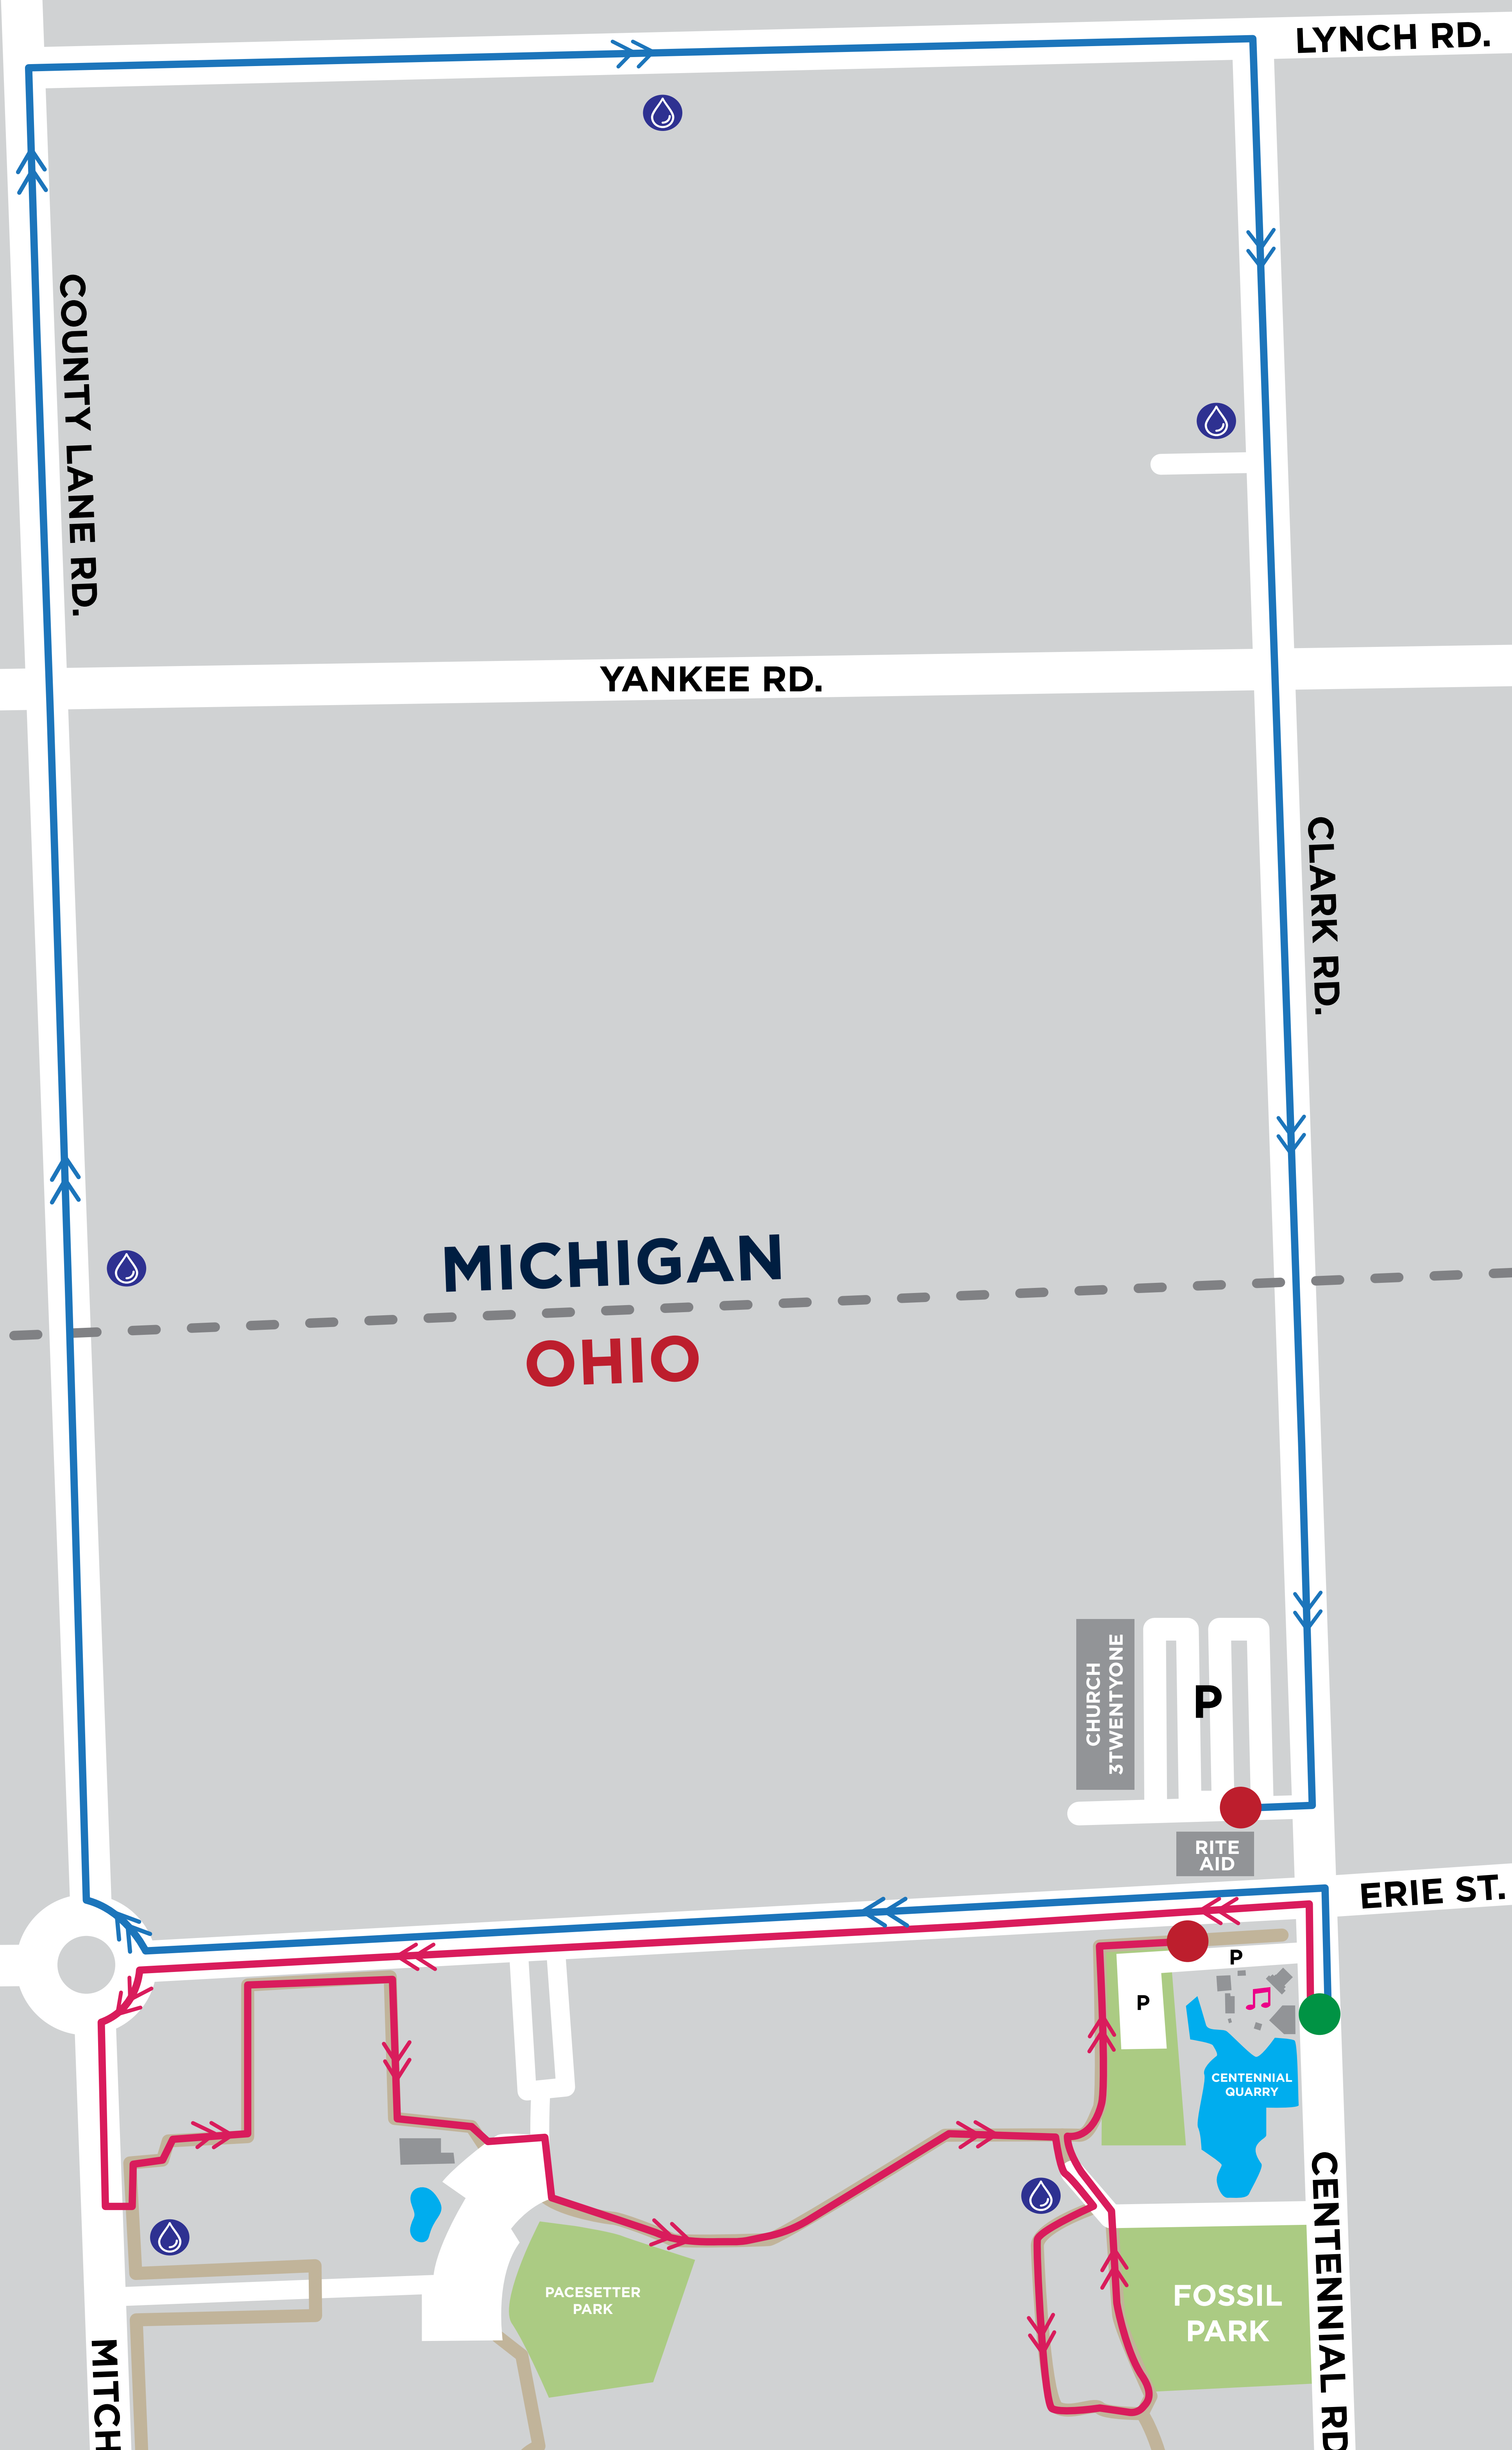 LYNCH RD.
COUNTY LANE RD.
YANKEE RD.
CLARK RD.
MICHIGAN
OHIO
CHURCH
3TWENTYONE
P
RITE
AID
ERIE ST.
P
P
CENTENNIAL
QUARRY
CENTENNIAL RD
PACESETTER
PARK
FOSSIL
PARK
MITCH